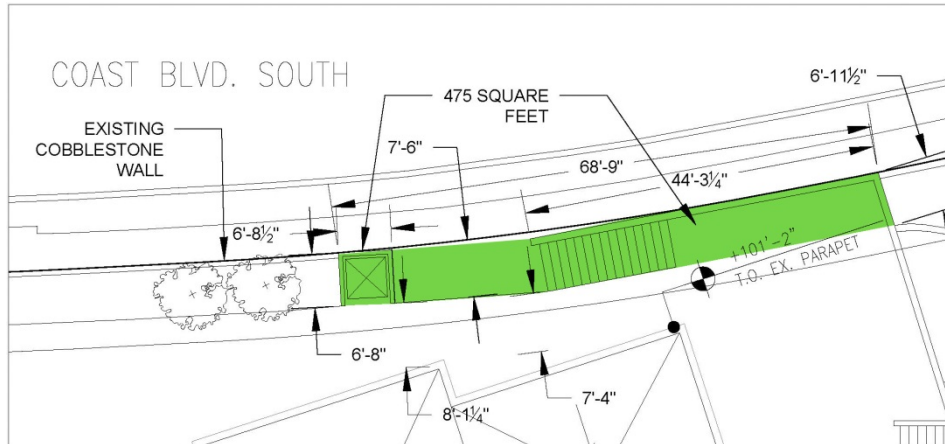 COAST BLVD. SOUTH
6'-11½"
475 SQUARE
FEET
EXISTING
COBBLESTONE
WALL
7'-6"
68'-9"
44'-3¼"
6'-8½"
+101'-2"
T.O. EX. PARAPET
6'-8"
7'-4"
8'-1¼"